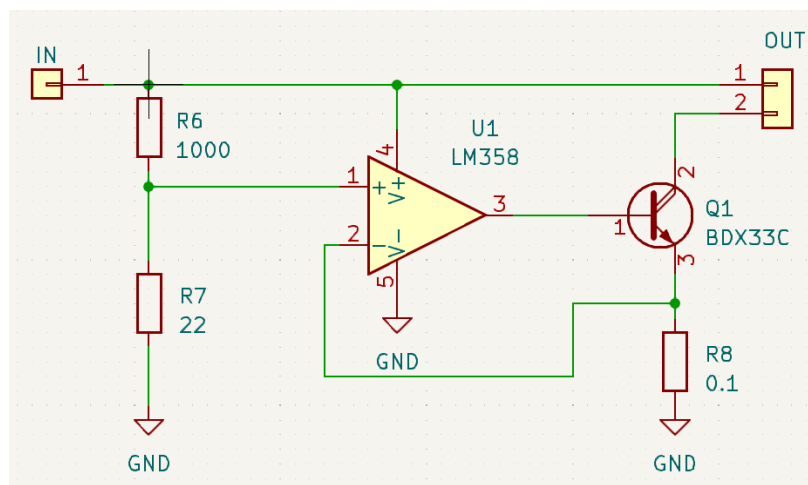 IN
1
OUT
1
2
R6
1000
U1
LM358
4
1
+
V+
3
2
-
V-
5
GND
2
Q1
BDX33C
1
3
R7
22
R8
0.1
GND
GND